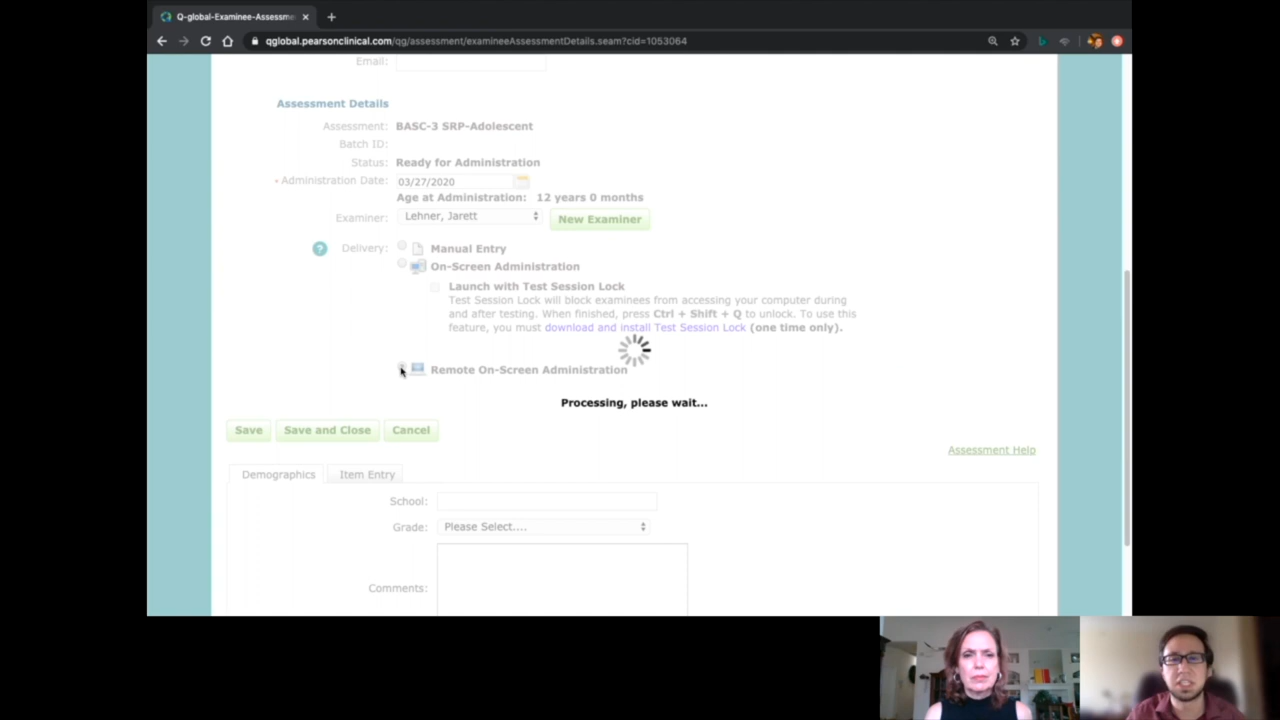 Q-global-Examinee-Assessme
qglobal.pearsonclinical.com/qg/assessment/examineeAssessmentDetails.seam?cid=1053064
Email:
Assessment Details
Assessment: BASC-3 SRP-Adolescent
Batch ID:
Status: Ready for Administration
• Administration Date: 03/27/2020
Age at Administration: 12 years 0 months
Examiner: Lehner, Jarett New Examiner
? Delivery: Manual Entry
On-Screen Administration
Launch with Test Session Lock
Test Session Lock will block examinees from accessing your computer during
and after testing. When finished, press Ctrl + Shift + Q to unlock. To use this
feature, you must download and install Test Session Lock (one time only).
Remote On-Screen Administration
Processing, please wait...
Save Save and Close Cancel
Assessment Help
Demographics Item Entry
School:
Grade: Please Select....
Comments: